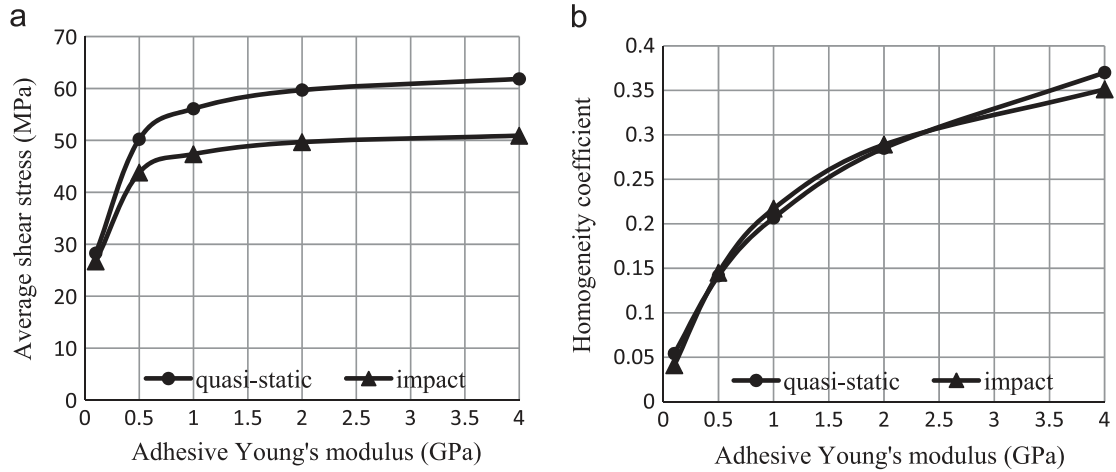 a
Average shear stress (MPa)
70
60
50
40
30
20
10
0
quasi-static
impact
0 0.5 1 1.5 2 2.5 3 3.5 4
Adhesive Young's modulus (GPa)
b
Homogeneity coefficient
0.4
0.35
0.3
0.25
0.2
0.15
0.1
0.05
0
quasi-static
impact
0 0.5 1 1.5 2 2.5 3 3.5 4
Adhesive Young's modulus (GPa)